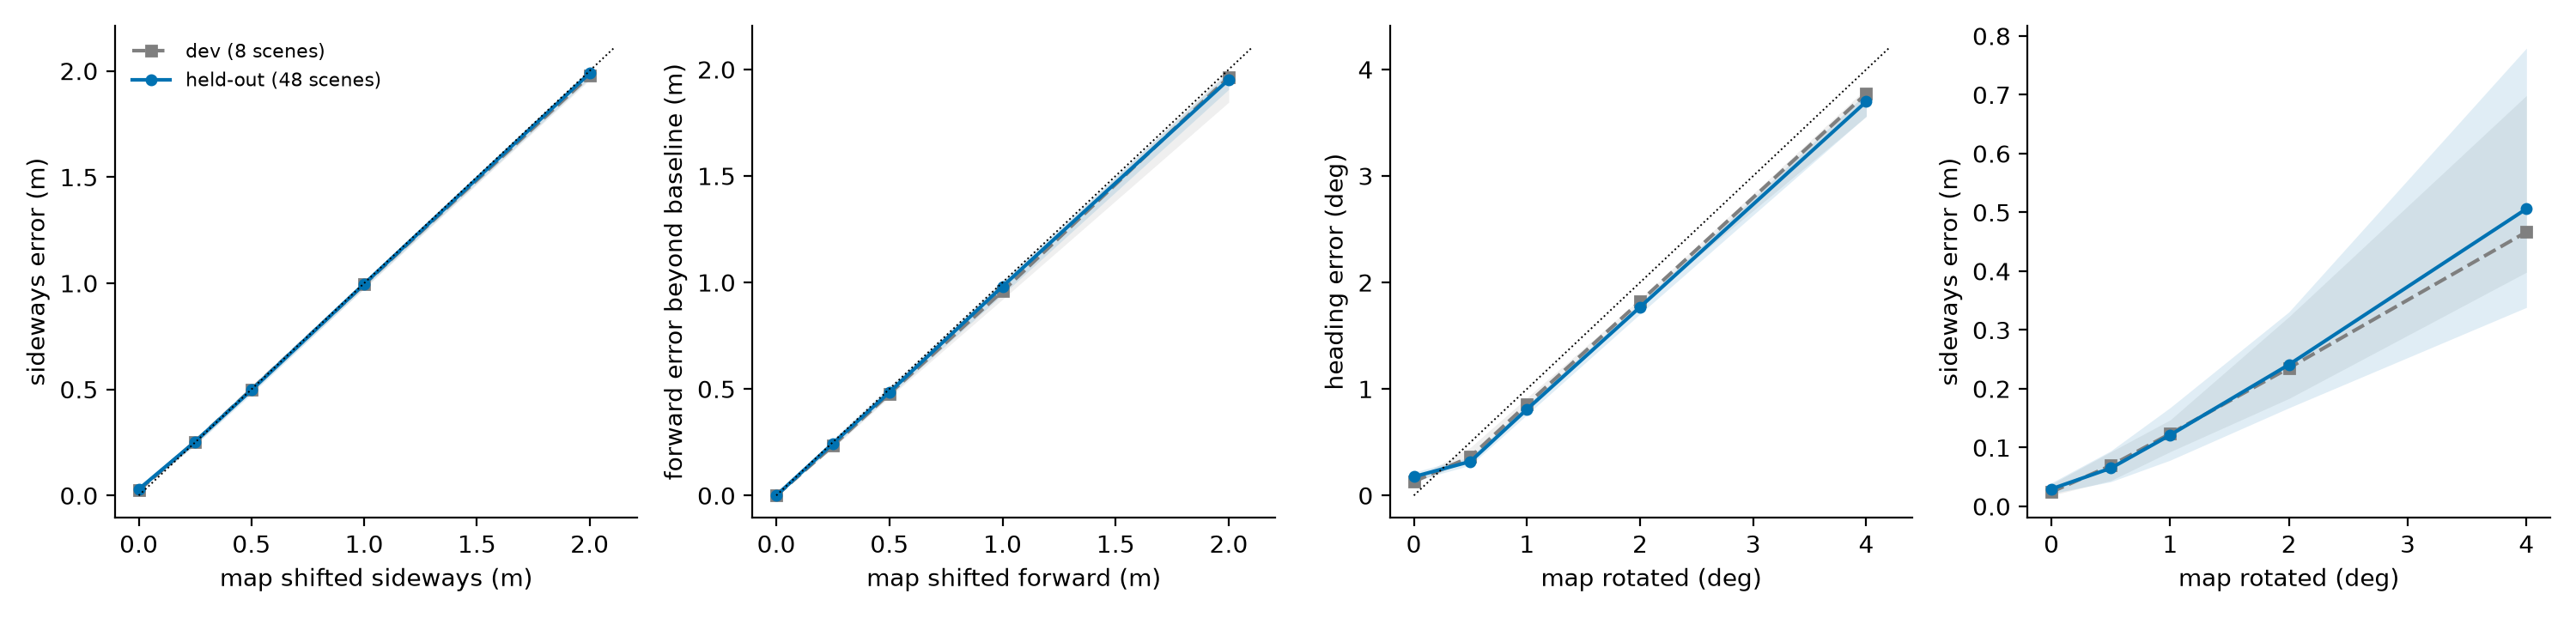 dev (8 scenes)
held-out (48 scenes)
sideways error (m)
2.0
1.5
1.0
0.5
0.0
0.0 0.5 1.0 1.5 2.0
map shifted sideways (m)
forward error beyond baseline (m)
2.0
1.5
1.0
0.5
0.0
0.0 0.5 1.0 1.5 2.0
map shifted forward (m)
heading error (deg)
4
3
2
1
0
0 1 2 3 4
map rotated (deg)
sideways error (m)
0.8
0.7
0.6
0.5
0.4
0.3
0.2
0.1
0.0
0 1 2 3 4
map rotated (deg)